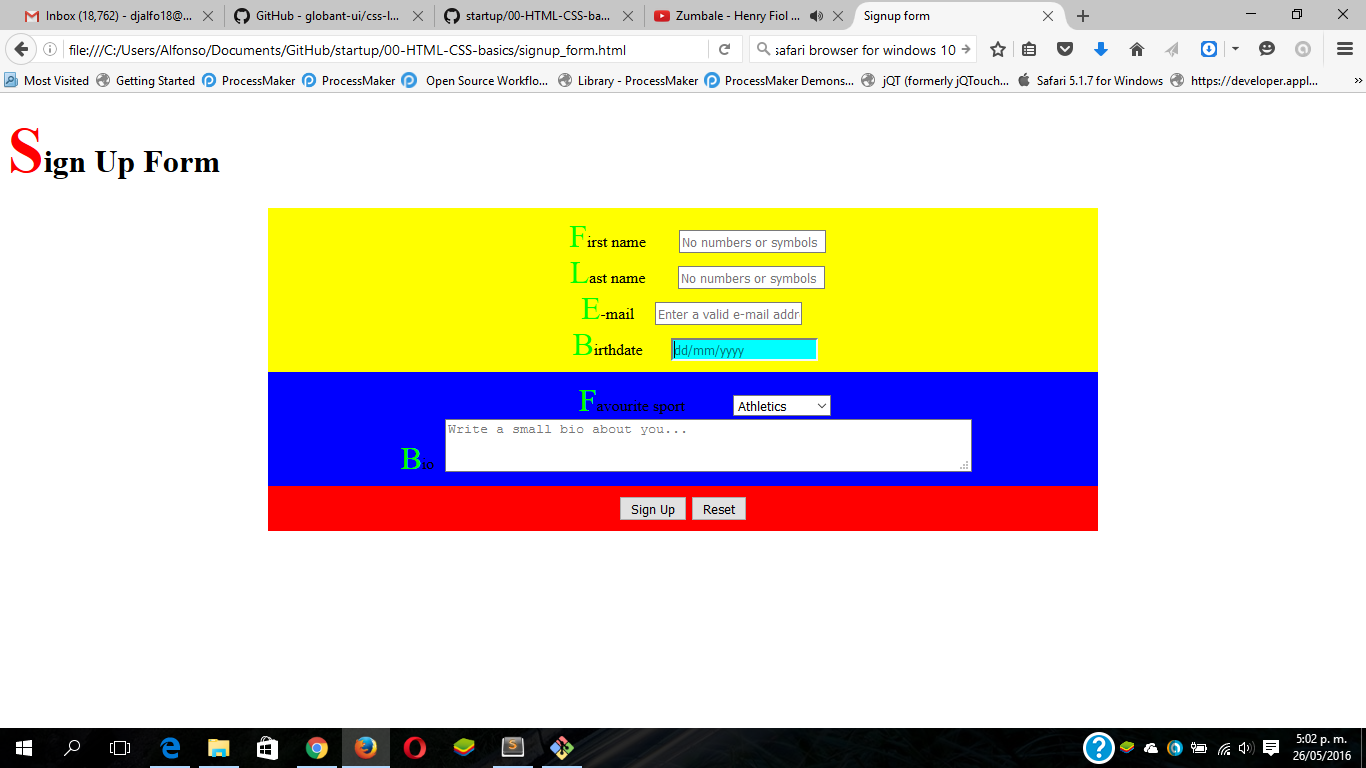 Inbox (18,762) - djalfo18@...
GitHub - globant-ui/css-l...
startup/00-HTML-CSS-ba...
Zumbale - Henry Fiol ...
Signup form
file:///C:/Users/Alfonso/Documents/GitHub/startup/00-HTML-CSS-basics/signup_form.html
safari browser for windows 10
Most Visited
Getting Started
ProcessMaker
ProcessMaker
Open Source Workflo...
Library - ProcessMaker
ProcessMaker Demons...
jQT (formerly jQTouch...
Safari 5.1.7 for Windows
https://developer.appl...
Sign Up Form
First name No numbers or symbols
Last name No numbers or symbols
E-mail Enter a valid e-mail addr
Birthdate dd/mm/yyyy
Favourite sport Athletics
Bio Write a small bio about you...
Sign Up Reset
5:02 p. m.
26/05/2016